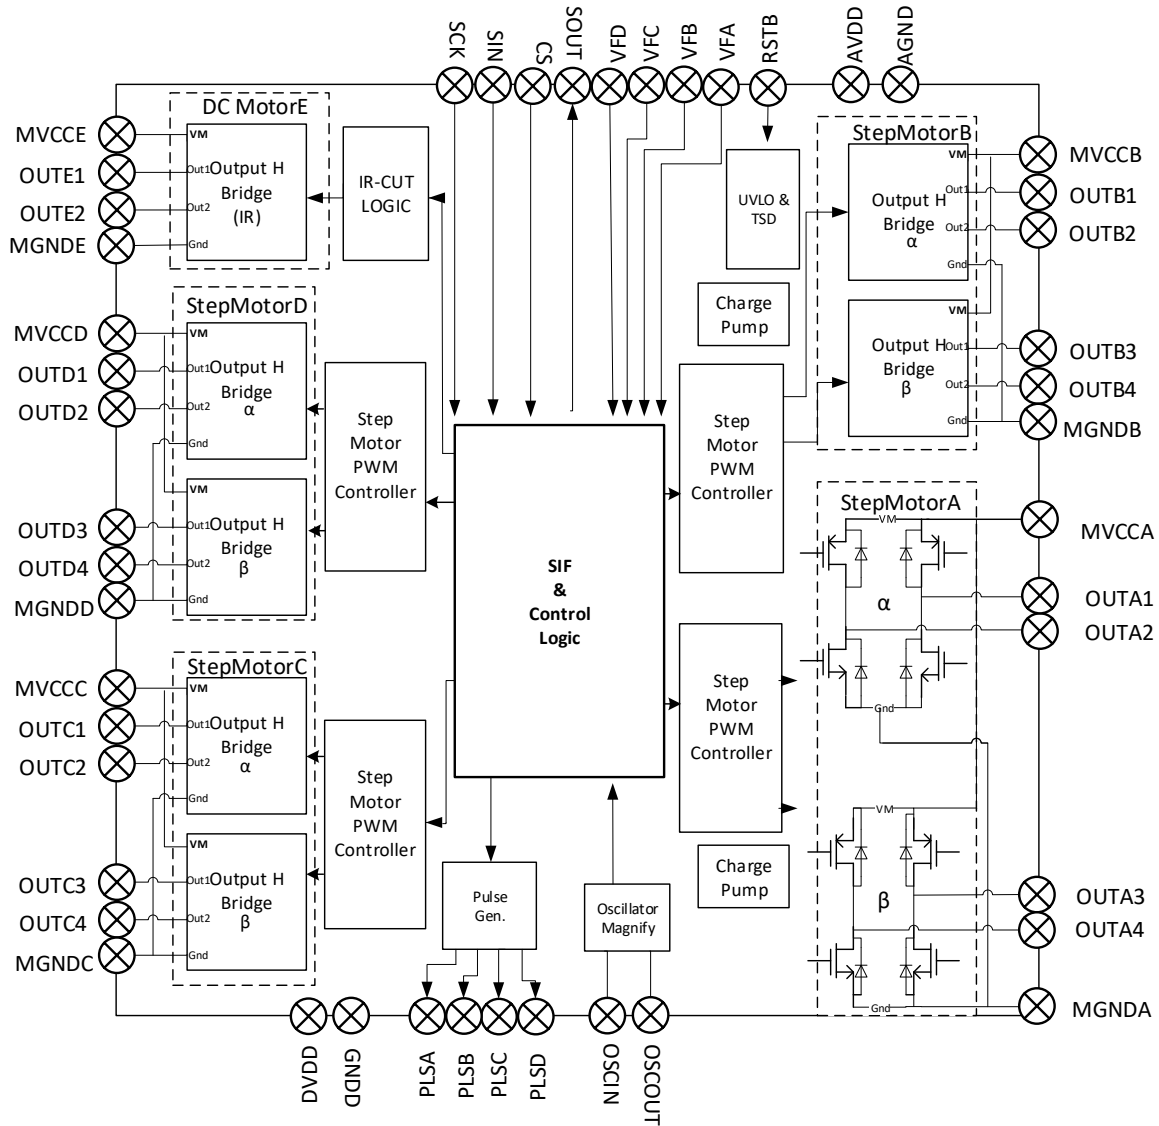 SCK
SIN
CS
SOUT
VFD
VFC
VFB
VFA
RSTB
AVDD
AGND
MVCCE
OUTE1
OUTE2
MGNDE
DC MotorE
VM
Out1
Output H
Bridge
(IR)
Out2
Gnd
IR-CUT
LOGIC
UVLO &
TSD
Charge
Pump
StepMotorB
VM
Out1
Output H
Bridge
α
Out2
Gnd
VM
Output H
Out1
Bridge
β
Out2
Gnd
MVCCB
OUTB1
OUTB2
OUTB3
OUTB4
MGNDB
MVCCD
OUTD1
OUTD2
OUTD3
OUTD4
MGNDD
StepMotorD
VM
Out1
Output H
Bridge
α
Out2
Gnd
VM
Out1
Output H
Bridge
β
Out2
Gnd
Step
Motor
PWM
Controller
SIF
&
Control
Logic
Step
Motor
PWM
Controller
StepMotorA
VM
α
Gnd
VM
β
Gnd
MVCCA
OUTA1
OUTA2
OUTA3
OUTA4
MGNDA
Step
Motor
PWM
Controller
Charge
Pump
MVCCC
OUTC1
OUTC2
OUTC3
OUTC4
MGNDC
StepMotorC
VM
Out1
Output H
Bridge
α
Out2
Gnd
VM
Out1
Output H
Bridge
β
Out2
Gnd
Step
Motor
PWM
Controller
Pulse
Gen.
Oscillator
Magnify
DVDD
GNDD
PLSA
PLSB
PLSC
PLSD
OSCIN
OSCOUT